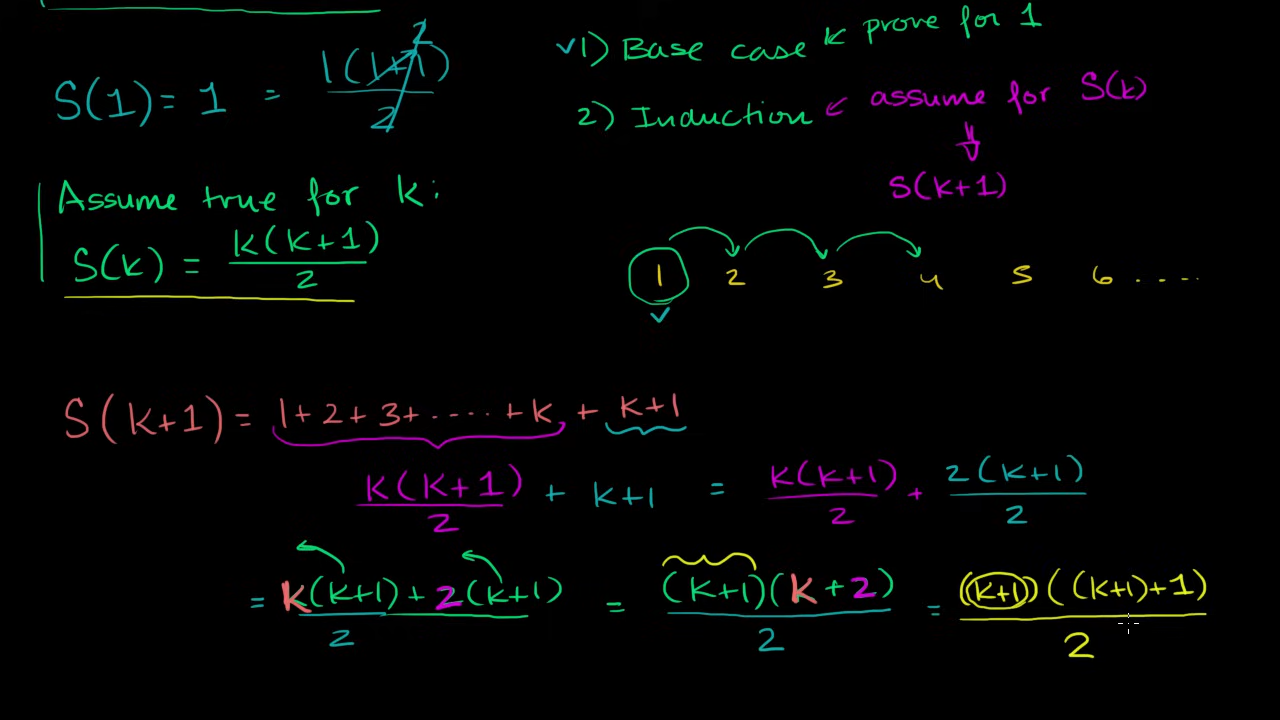 1) Base case ← prove for 1
S(1) = 1 = 1(1+1)/2 2
2) Induction ← assume for S(k)
⇓
S(k+1)
Assume true for k:
S(k) = k(k+1)/2
1 2 3 4 5 6 ....
S(k+1) = 1+2+3+.....+k + k+1
k(k+1)/2 + k+1 = k(k+1)/2 + 2(k+1)/2
= k(k+1) + 2(k+1)/2 = (k+1)(k+2)/2 = (k+1)((k+1)+1)/2